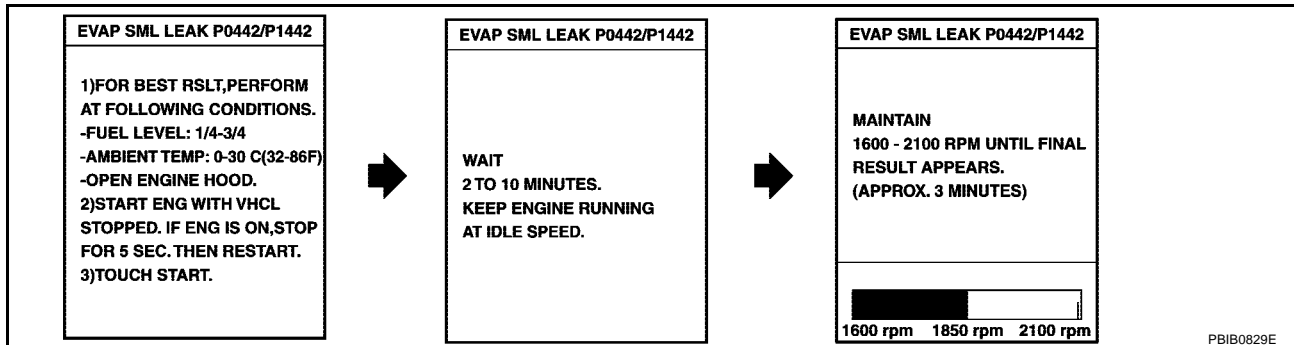 EVAP SML LEAK P0442/P1442
1)FOR BEST RSLT,PERFORM
AT FOLLOWING CONDITIONS.
-FUEL LEVEL: 1/4-3/4
-AMBIENT TEMP: 0-30 C(32-86F)
-OPEN ENGINE HOOD.
2)START ENG WITH VHCL
STOPPED. IF ENG IS ON,STOP
FOR 5 SEC. THEN RESTART.
3)TOUCH START.
EVAP SML LEAK P0442/P1442
WAIT
2 TO 10 MINUTES.
KEEP ENGINE RUNNING
AT IDLE SPEED.
EVAP SML LEAK P0442/P1442
MAINTAIN
1600 - 2100 RPM UNTIL FINAL
RESULT APPEARS.
(APPROX. 3 MINUTES)
1600 rpm 1850 rpm 2100 rpm
PBIB0829E